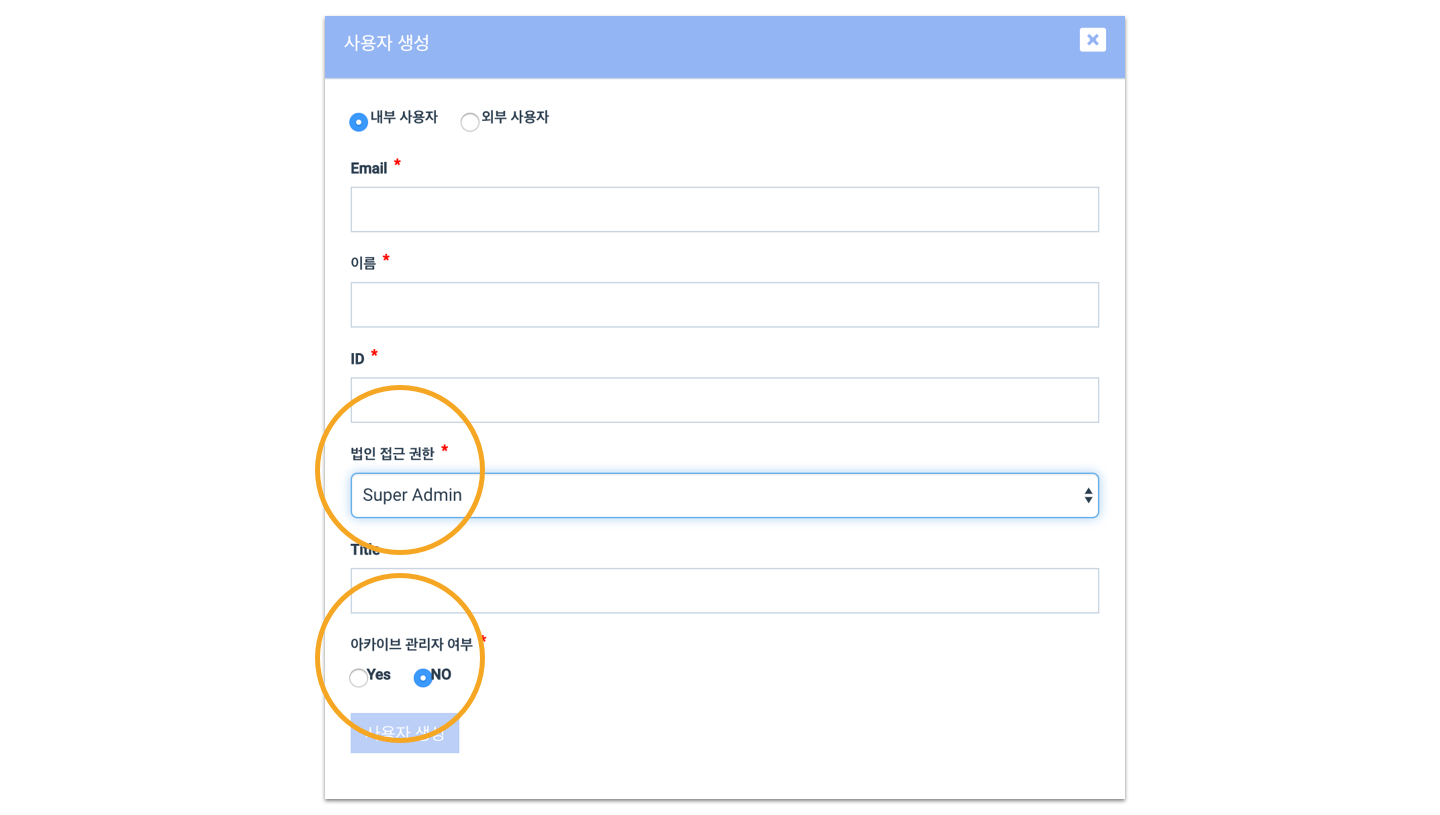 사용자 생성
내부 사용자 외부 사용자
Email *
이름 *
ID *
법인 접근 권한 *
Super Admin
Title
아카이브 관리자 여부 *
Yes NO
사용자 생성